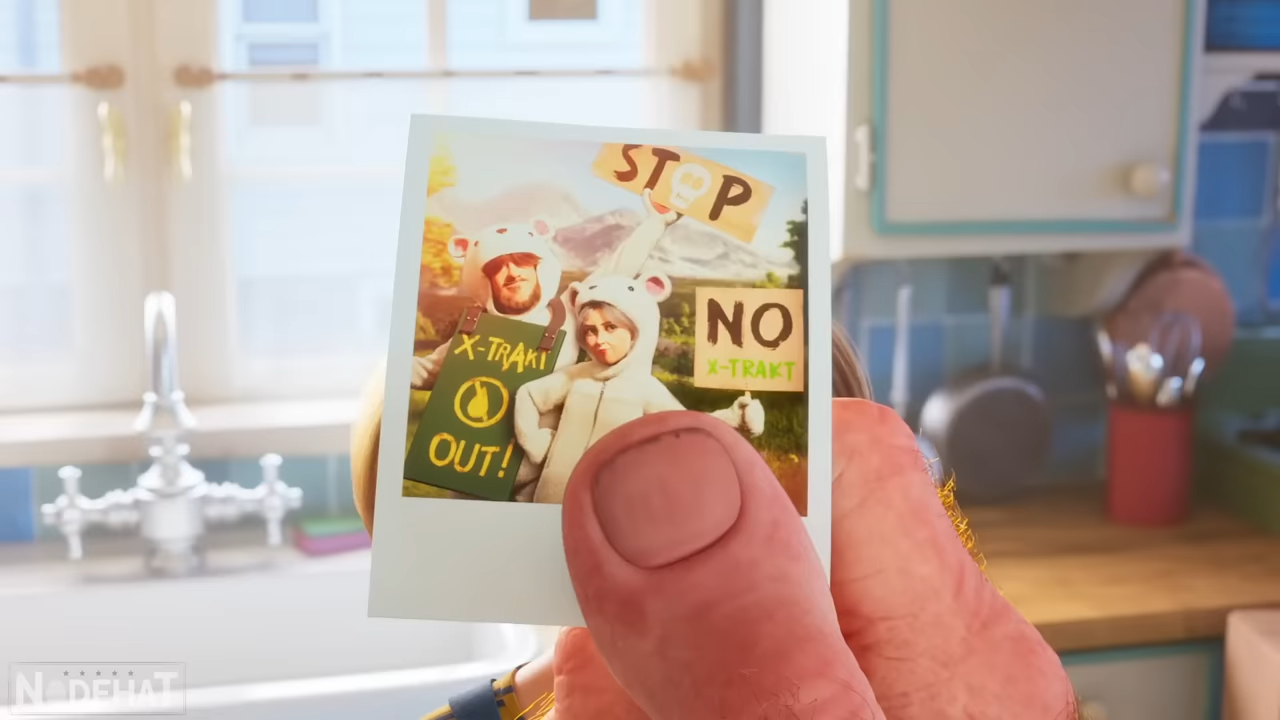 STOP
NO
X-TRAKT
X-TRAKT
OUT!
NODEHAT